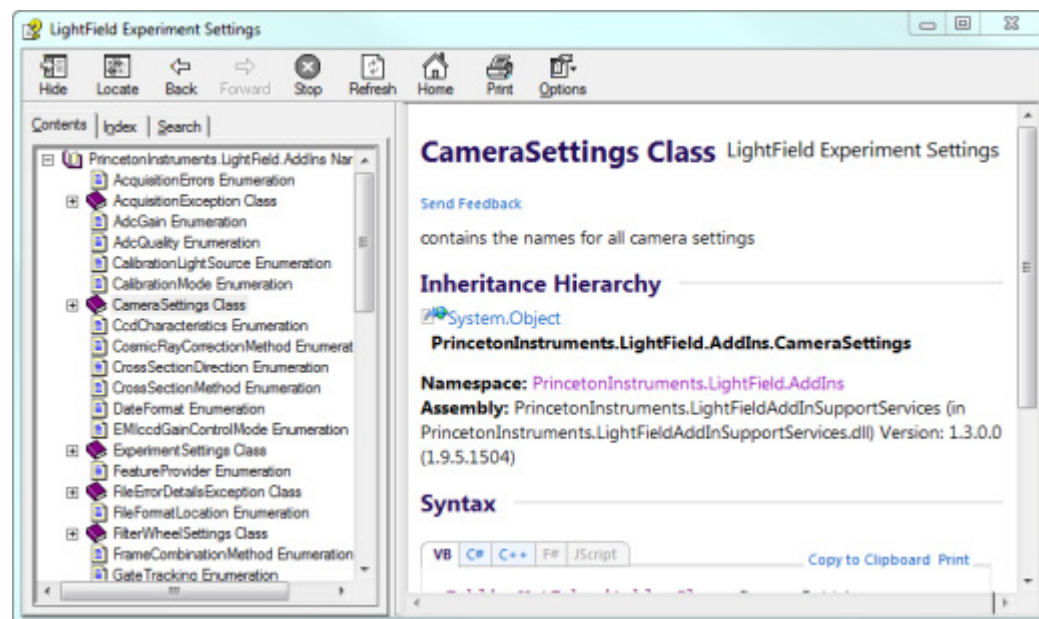 LightField Experiment Settings
Hide Locate Back Forward Stop Refresh Home Print Options
Contents Index Search
PrincetonInstruments.LightField.AddIns Nar
AcquisitionErrors Enumeration
AcquisitionException Class
AdcGain Enumeration
AdcQuality Enumeration
CalibrationLightSource Enumeration
CalibrationMode Enumeration
CameraSettings Class
CcdCharacteristics Enumeration
CosmicRayCorrectionMethod Enumerat
CrossSectionDirection Enumeration
CrossSectionMethod Enumeration
DateFormat Enumeration
EMIccdGainControlMode Enumeration
ExperimentSettings Class
FeatureProvider Enumeration
FileErrorDetailsException Class
FileFormatLocation Enumeration
FilterWheelSettings Class
FrameCombinationMethod Enumeration
GateTracking Enumeration
CameraSettings Class LightField Experiment Settings
Send Feedback
contains the names for all camera settings
Inheritance Hierarchy
System.Object
PrincetonInstruments.LightField.AddIns.CameraSettings
Namespace: PrincetonInstruments.LightField.AddIns
Assembly: PrincetonInstruments.LightFieldAddInSupportServices (in
PrincetonInstruments.LightFieldAddInSupportServices.dll) Version: 1.3.0.0
(1.9.5.1504)
Syntax
VB C# C++ F# JScript
Copy to Clipboard Print